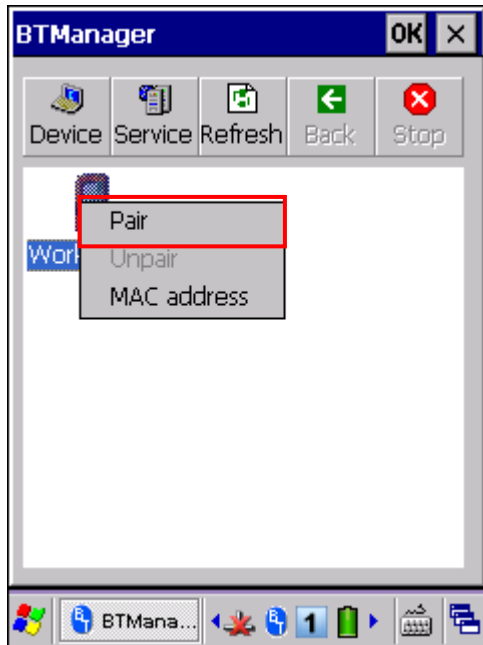 BTManager OK
Device Service Refresh Back Stop
Pair
Unpair
MAC address
BTMana... 1